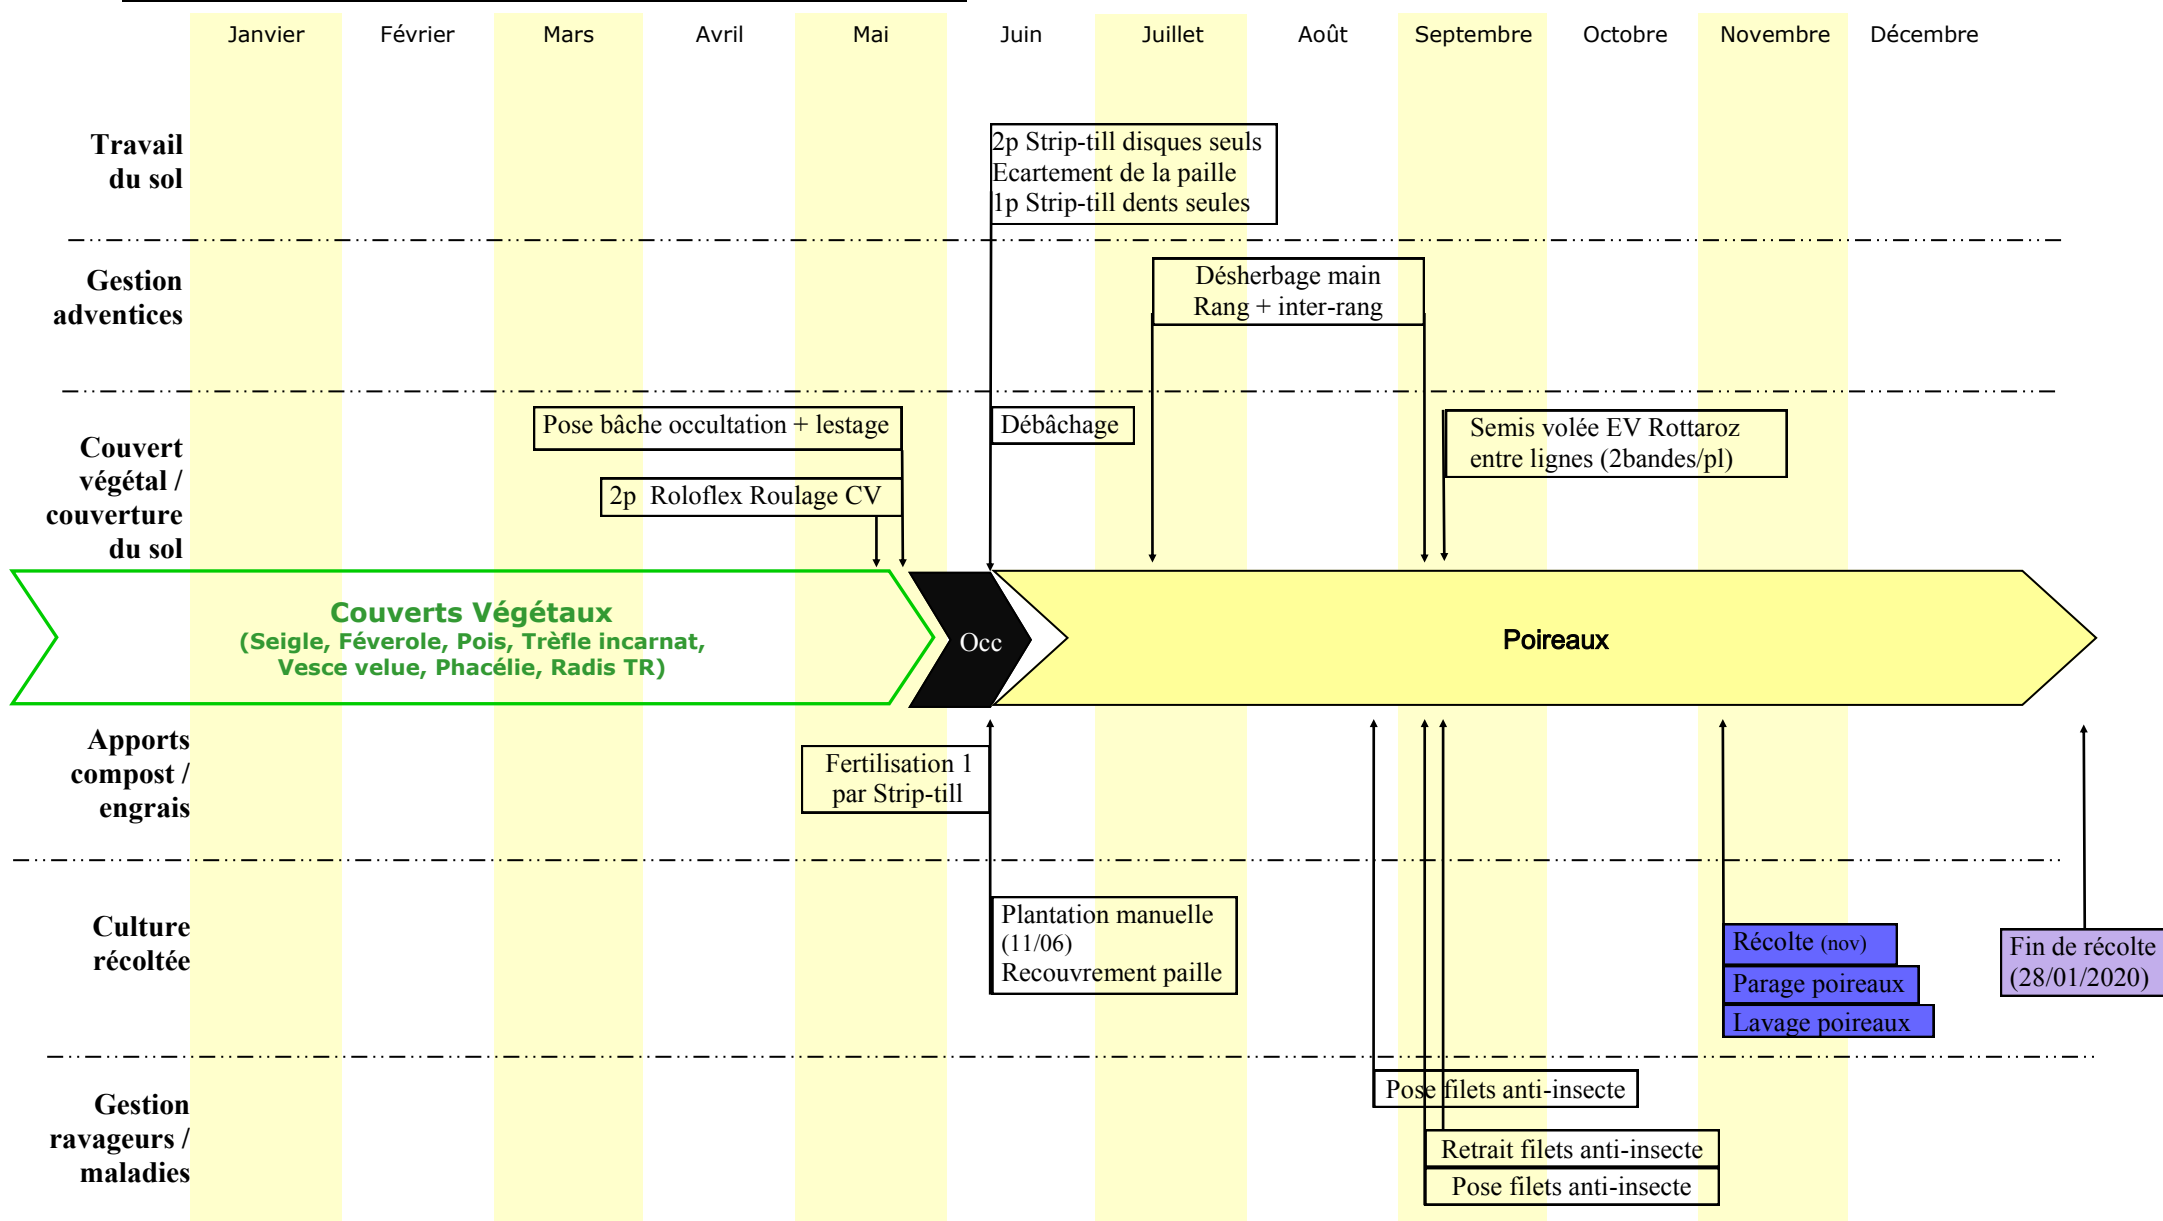 Janvier Février Mars Avril Mai Juin Juillet Août Septembre Octobre Novembre Décembre
Travail
du sol
2p Strip-till disques seuls
Ecartement de la paille
1p Strip-till dents seules
Gestion
adventices
Désherbage main
Rang + inter-rang
Couvert
végétal /
couverture
du sol
Pose bâche occultation + lestage
2p Roloflex Roulage CV
Débâchage
Semis volée EV Rottaroz
entre lignes (2bandes/pl)
Couverts Végétaux
(Seigle, Féverole, Pois, Trèfle incarnat,
Vesce velue, Phacélie, Radis TR)
Occ
Poireaux
Apports
compost /
engrais
Fertilisation 1
par Strip-till
Culture
récoltée
Plantation manuelle
(11/06)
Recouvrement paille
Récolte (nov)
Parage poireaux
Lavage poireaux
Fin de récolte
(28/01/2020)
Gestion
ravageurs /
maladies
Pose filets anti-insecte
Retrait filets anti-insecte
Pose filets anti-insecte